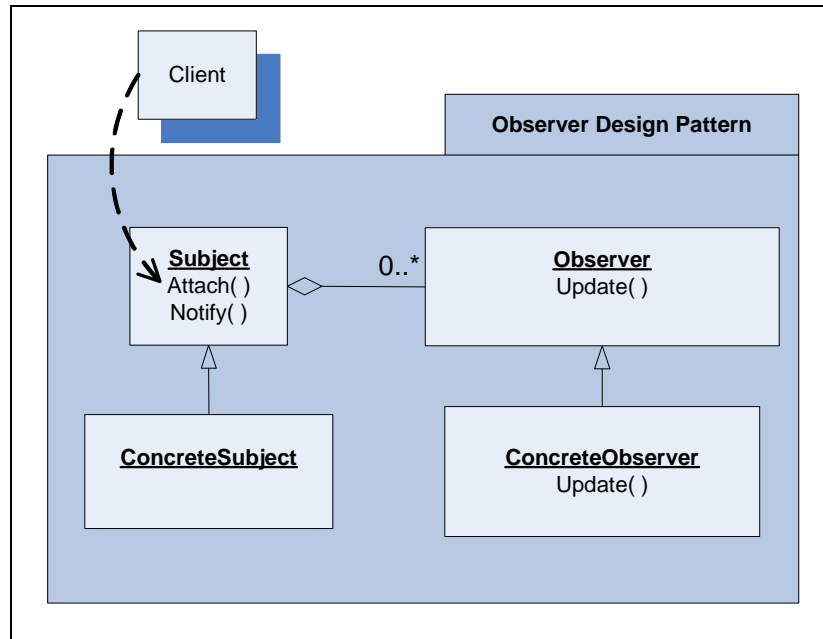 Client
Observer Design Pattern
Subject
Attach( )
Notify( )
0..*
Observer
Update( )
ConcreteSubject
ConcreteObserver
Update( )